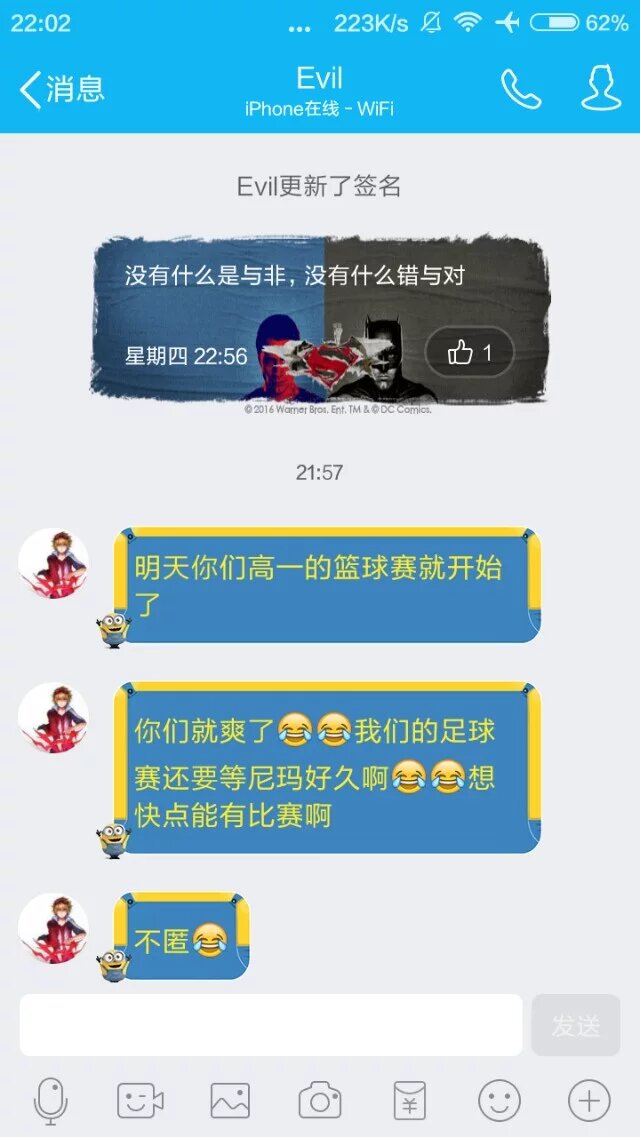 22:02 ... 223K/s 62%
消息 Evil
iPhone在线 - WiFi
Evil更新了签名
没有什么是与非，没有什么错与对
星期四 22:56 1
© 2016 Warner Bros. Ent. TM & © DC Comics.
21:57
明天你们高一的篮球赛就开始
了
你们就爽了😂😂我们的足球
赛还要等尼玛好久啊😂😂想
快点能有比赛啊
不匿😂
发送